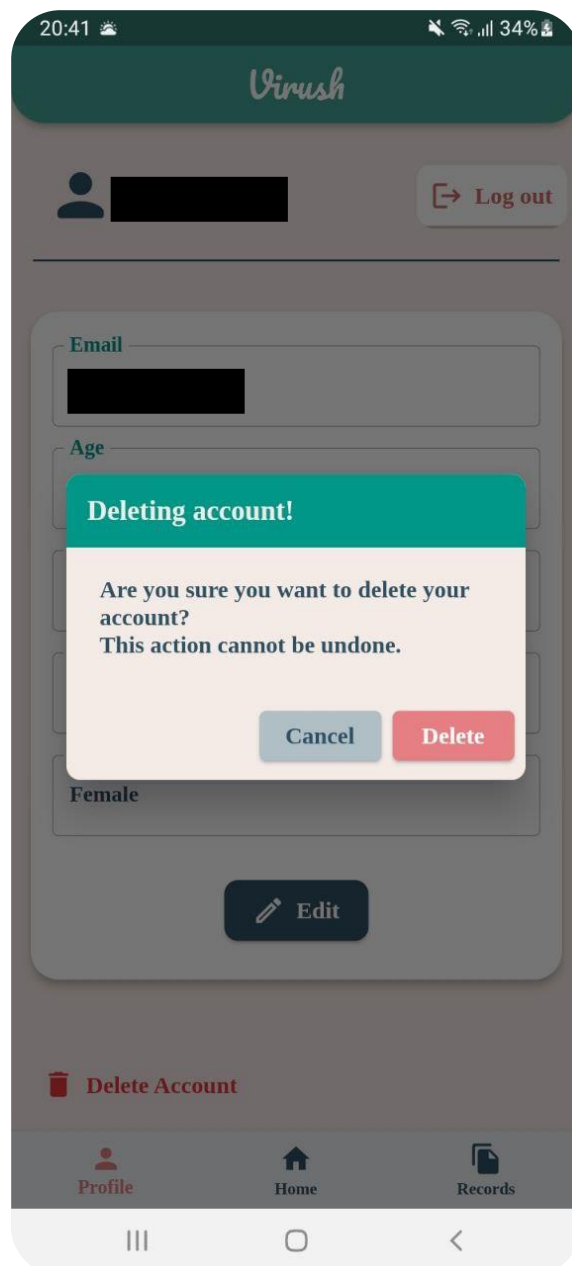 20:41
34%
Virush
Log out
Email
Age
Deleting account!
Are you sure you want to delete your
account?
This action cannot be undone.
Cancel
Delete
Female
Edit
Delete Account
Profile
Home
Records